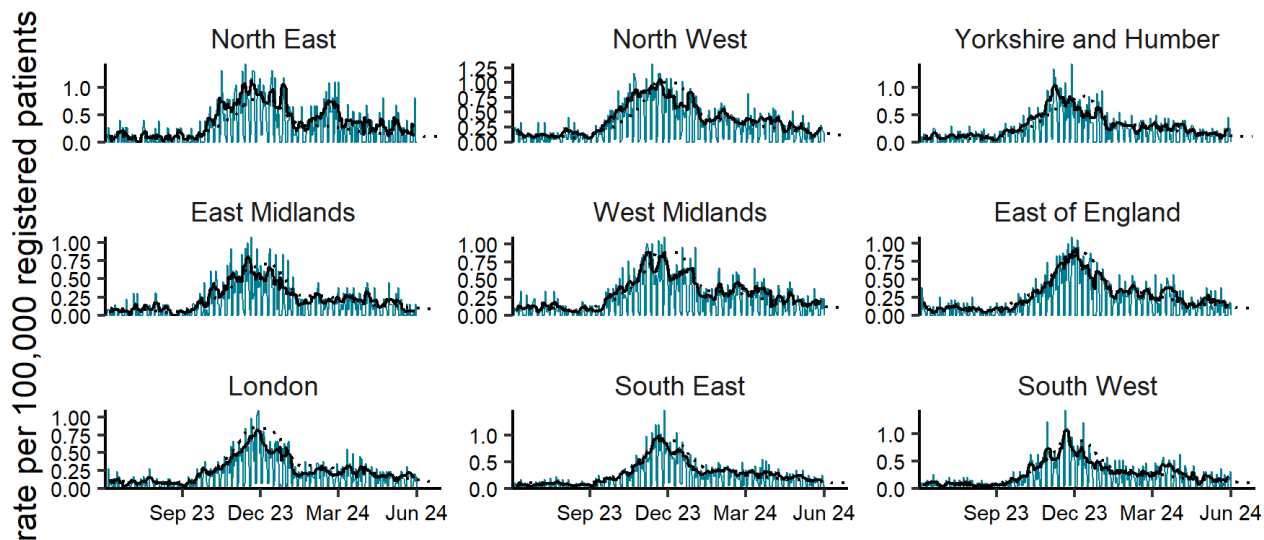 rate per 100,000 registered patients
North East
North West
Yorkshire and Humber
1.0
0.5
0.0
1.25
1.00
0.75
0.50
0.25
0.00
1.0
0.5
0.0
East Midlands
West Midlands
East of England
1.00
0.75
0.50
0.25
0.00
1.00
0.75
0.50
0.25
0.00
1.00
0.75
0.50
0.25
0.00
London
South East
South West
1.00
0.75
0.50
0.25
0.00
1.0
0.5
0.0
1.0
0.5
0.0
Sep 23 Dec 23 Mar 24 Jun 24
Sep 23 Dec 23 Mar 24 Jun 24
Sep 23 Dec 23 Mar 24 Jun 24